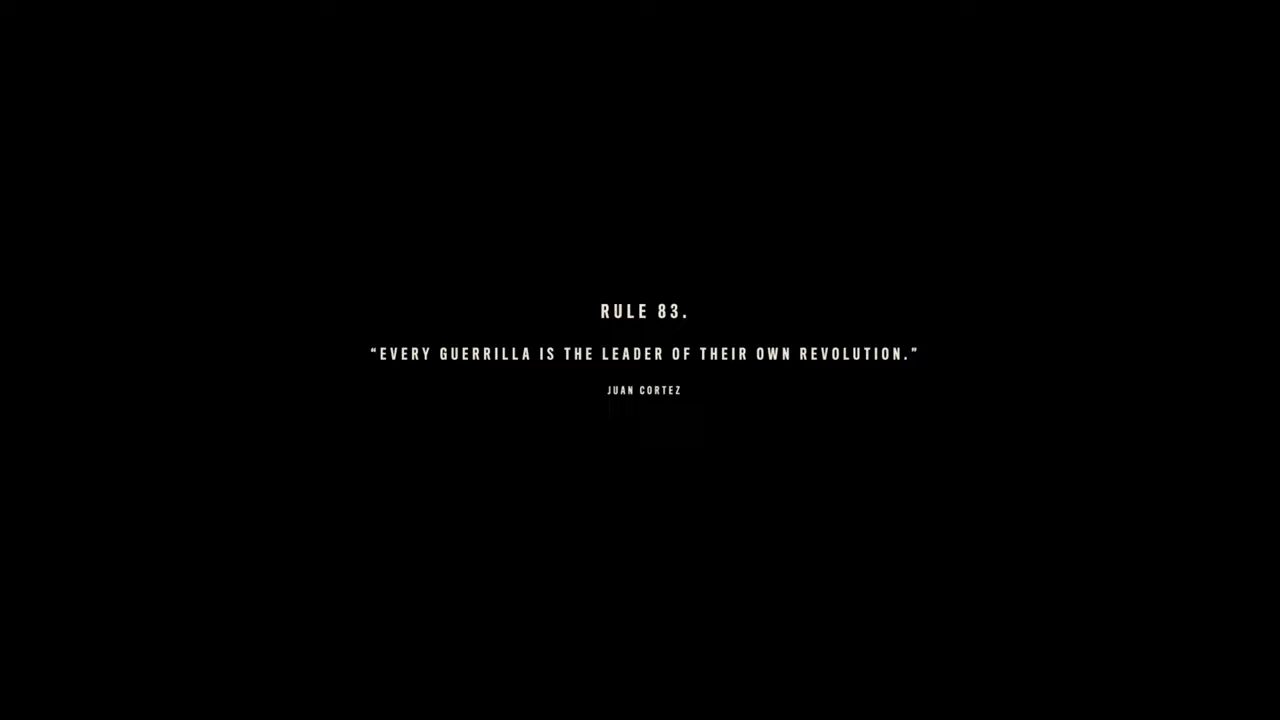 RULE 83.
“EVERY GUERRILLA IS THE LEADER OF THEIR OWN REVOLUTION.”
JUAN CORTEZ